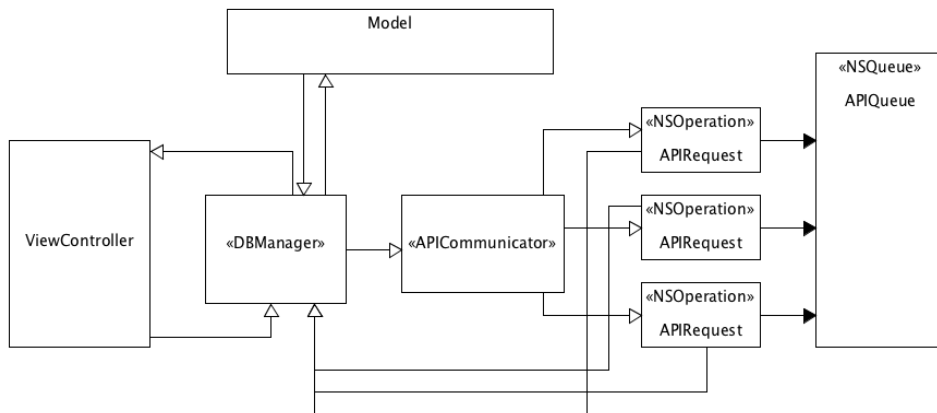 Model
«NSQueue»
APIQueue
«NSOperation»
APIRequest
ViewController
«DBManager»
«APICommunicator»
«NSOperation»
APIRequest
«NSOperation»
APIRequest